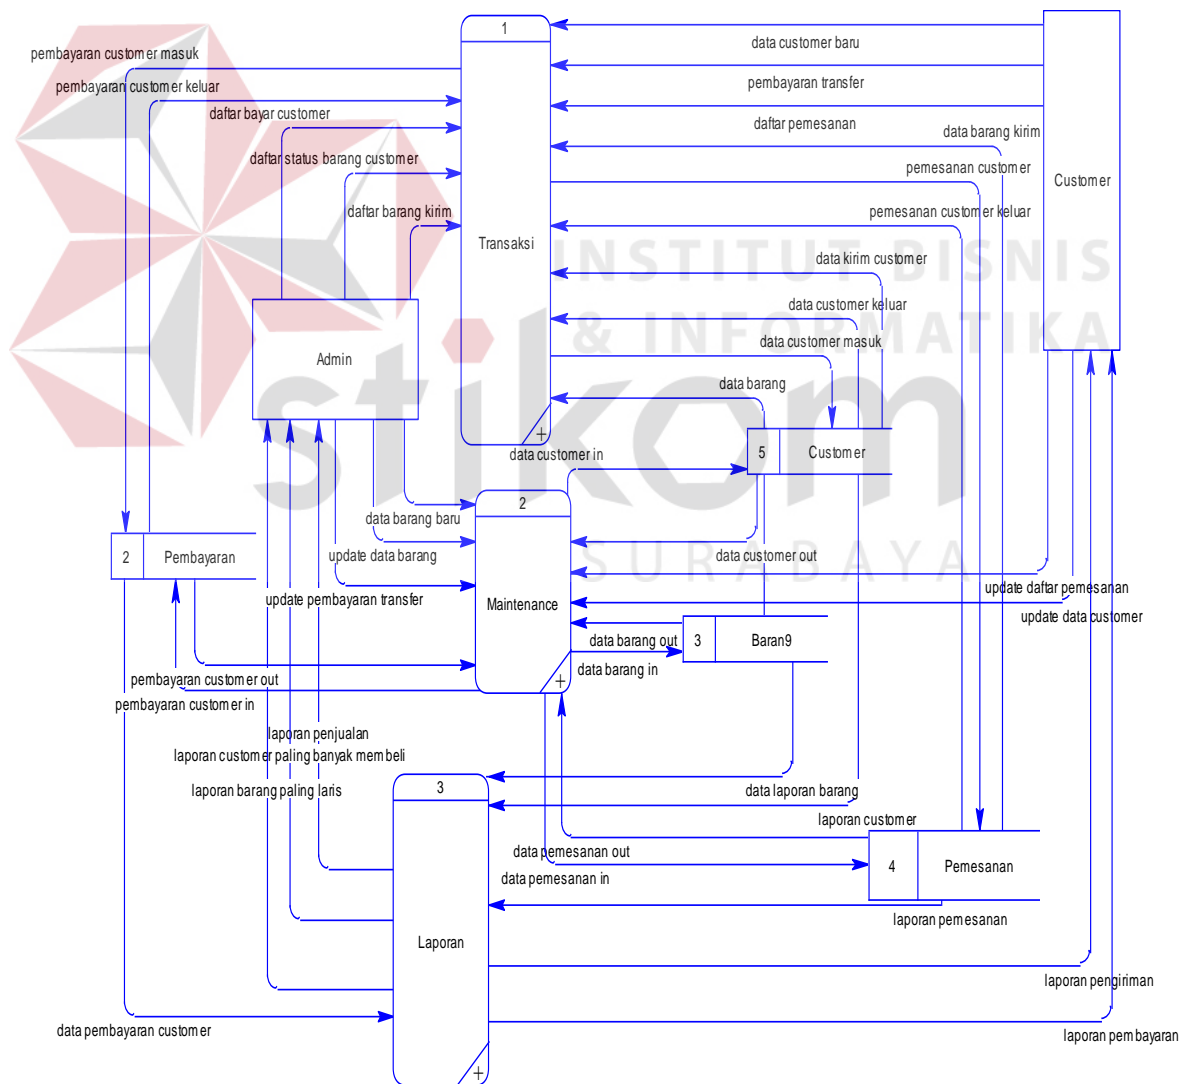 1
data customer baru
pembayaran customer masuk
pembayaran transfer
pembayaran customer keluar
daftar bayar customer
daftar pemesanan
data barang kirim
daftar status barang customer
pemesanan customer
Customer
daftar barang kirim
pemesanan customer keluar
Transaksi
INSTITUT BISNIS
data kirim customer
data customer keluar
& INFORMATIKA
data customer masuk
Admin
data barang
stikom
+
data customer in
5 Customer
2
data barang baru
update data barang
data customer out
2 Pembayaran
SURABAYA
update daftar pemesanan
update pembayaran transfer
Maintenance
update data customer
data barang out
3 Baran9
data barang in
pembayaran customer out
+
pembayaran customer in
laporan penjualan
laporan customer paling banyak membeli
laporan barang paling laris
3
data laporan barang
laporan customer
data pemesanan out
4 Pemesanan
data pemesanan in
laporan pemesanan
Laporan
laporan pengiriman
data pembayaran customer
laporan pembayaran
+